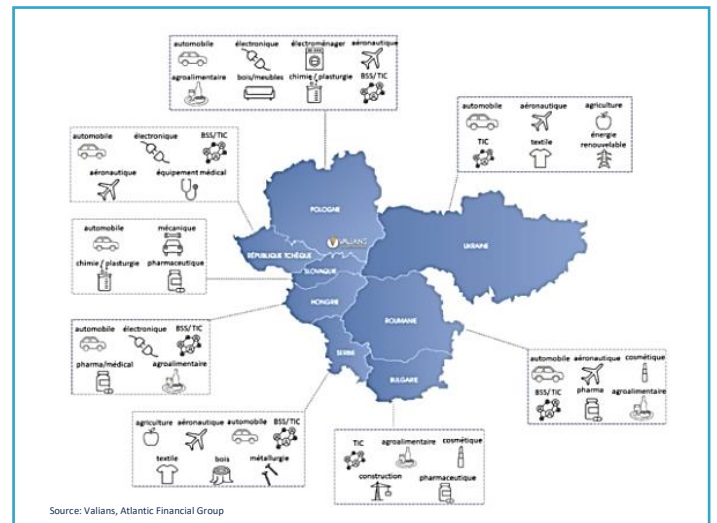 automobile électronique électroménager aéronautique
agroalimentaire bois/meubles chimie / plasturgie BSS/TIC
automobile aéronautique agriculture
TIC textile énergie
renouvelable
automobile électronique BSS/TIC
aéronautique équipement médical
POLOGNE
VALIANS
UKRAINE
RÉPUBLIQUE TCHÈQUE
SLOVAQUIE
HONGRIE
ROUMANIE
SERBIE
BULGARIE
automobile mécanique
chimie / plasturgie pharmaceutique
automobile électronique BSS/TIC
pharma/médical agroalimentaire
automobile aéronautique cosmétique
BSS/TIC pharma agroalimentaire
agriculture aéronautique automobile BSS/TIC
textile bois métallurgie
TIC agroalimentaire cosmétique
construction pharmaceutique
Source: Valians, Atlantic Financial Group